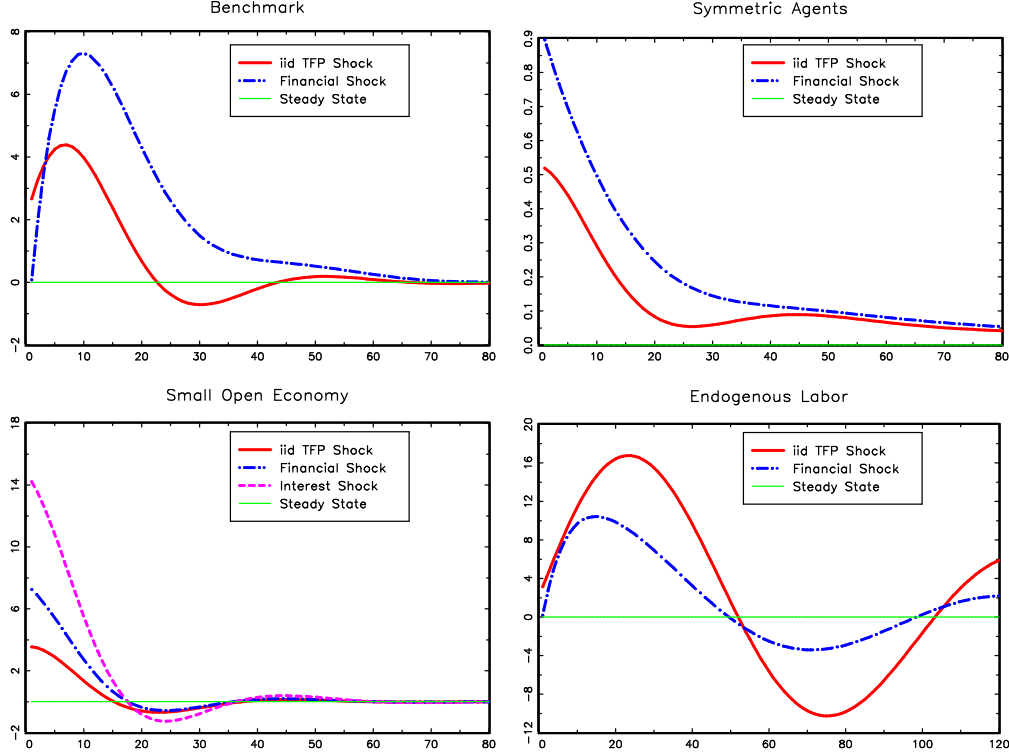 Benchmark
8
6
4
2
0
−2
iid TFP Shock
Financial Shock
Steady State
0 10 20 30 40 50 60 70 80
Symmetric Agents
0.9
0.8
0.7
0.6
0.5
0.4
0.3
0.2
0.1
0.0
iid TFP Shock
Financial Shock
Steady State
0 10 20 30 40 50 60 70 80
Small Open Economy
18
14
10
6
2
−2
iid TFP Shock
Financial Shock
Interest Shock
Steady State
0 10 20 30 40 50 60 70 80
Endogenous Labor
20
16
12
8
4
0
−4
−8
−12
iid TFP Shock
Financial Shock
Steady State
0 20 40 60 80 100 120